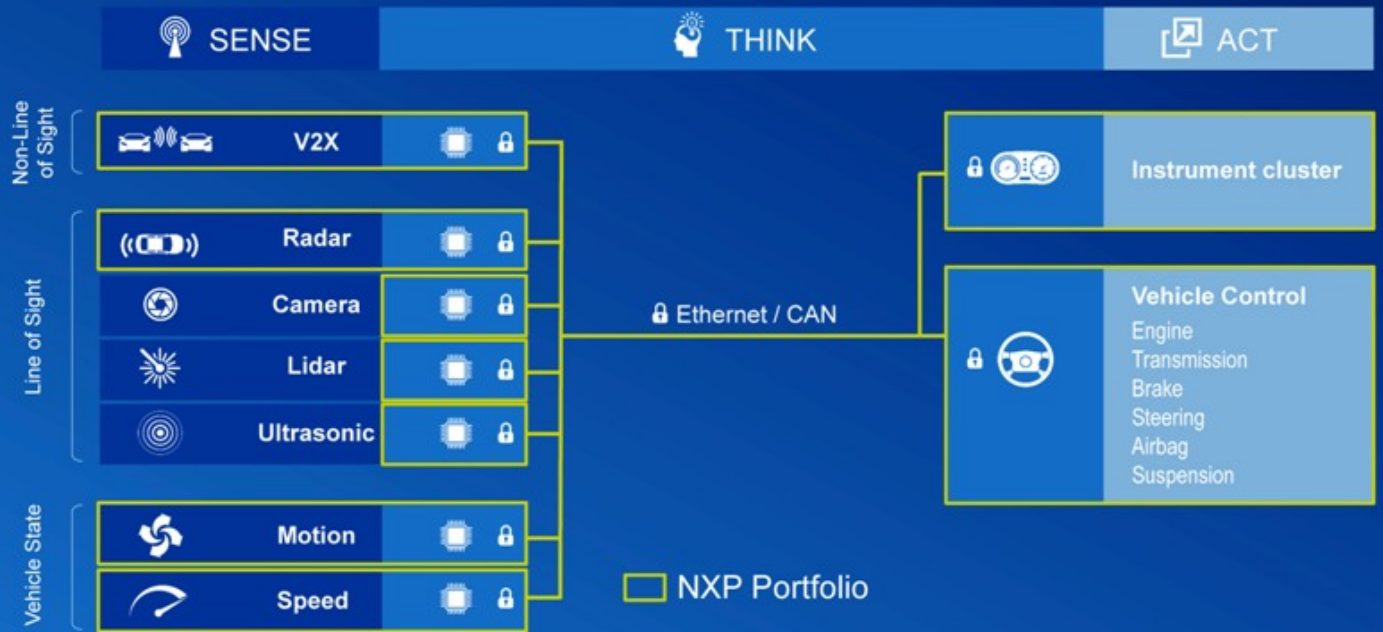 SENSE
THINK
ACT
Non-Line
of Sight
V2X
Line of Sight
Radar
Camera
Lidar
Ultrasonic
Vehicle State
Motion
Speed
Ethernet / CAN
Instrument cluster
Vehicle Control
Engine
Transmission
Brake
Steering
Airbag
Suspension
NXP Portfolio